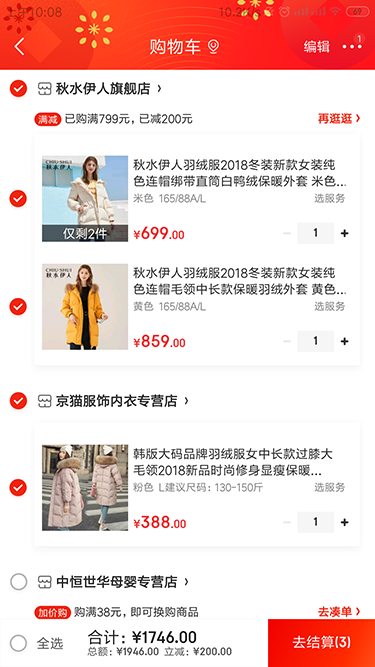 上午10:08
69
购物车
编辑
1
秋水伊人旗舰店
满减 已购满799元，已减200元
再逛逛
CHIU·SHUI
秋水伊人
仅剩2件
秋水伊人羽绒服2018冬装新款女装纯
色连帽绑带直筒白鸭绒保暖外套 米色...
米色 165/88A/L
选服务
¥699.00
1
CHIU·SHUI
秋水伊人
秋水伊人羽绒服2018冬装新款女装纯
色连帽毛领中长款保暖羽绒外套 黄色...
黄色 165/88A/L
选服务
¥859.00
1
京猫服饰内衣专营店
韩版大码品牌羽绒服女中长款过膝大
毛领2018新品时尚修身显瘦保暖...
粉色 L建议尺码：130-150斤
选服务
¥388.00
1
中恒世华母婴专营店
加价购 购满38元，即可换购商品
去凑单
全选
合计：¥1746.00
总额：¥1946.00 立减：¥200.00
去结算(3)